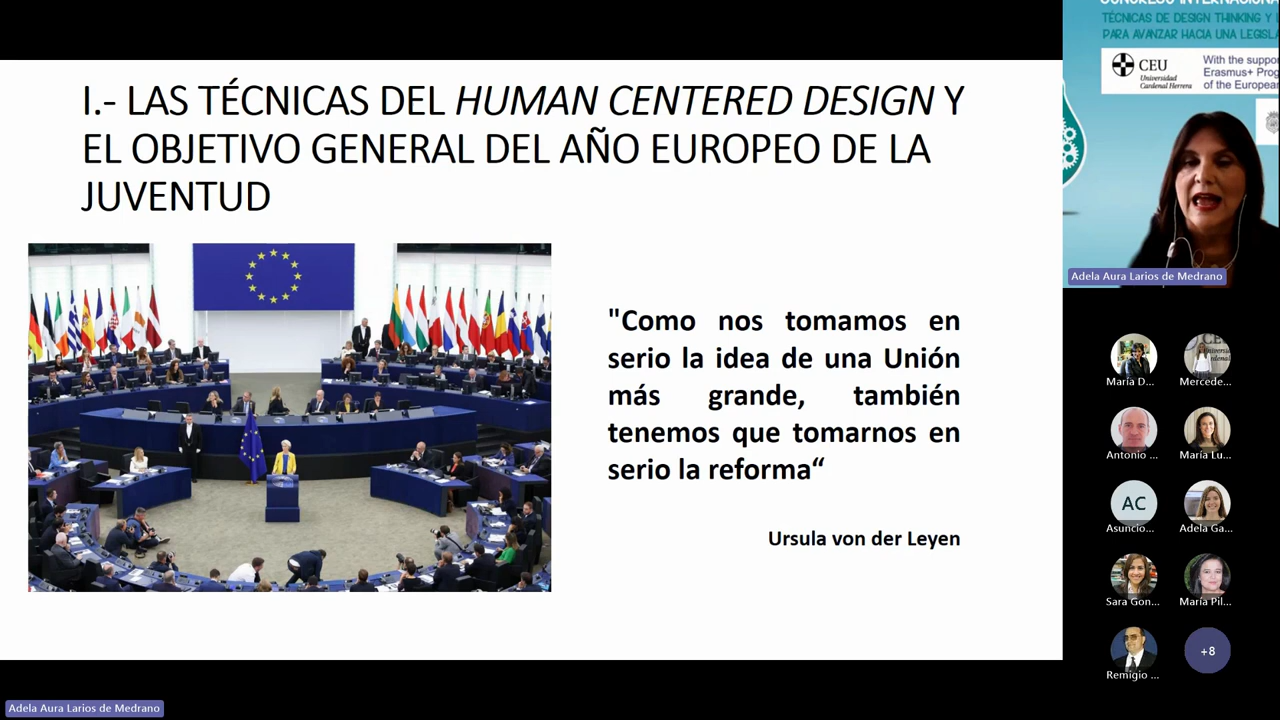 I.- LAS TÉCNICAS DEL HUMAN CENTERED DESIGN Y
EL OBJETIVO GENERAL DEL AÑO EUROPEO DE LA
JUVENTUD
"Como nos tomamos en
serio la idea de una Unión
más grande, también
tenemos que tomarnos en
serio la reforma“
Ursula von der Leyen
TÉCNICAS DE DESIGN THINKING Y
PARA AVANZAR HACIA UNA LEGISLA
CEU
Universidad
Cardenal Herrera
With the suppor
Erasmus+ Prog
of the European
Adela Aura Larios de Medrano
María D...
Mercede...
Antonio ...
María Lu...
AC
Asuncio...
Adela Ga...
Sara Gon...
María Pil...
Remigio ...
+8
Adela Aura Larios de Medrano